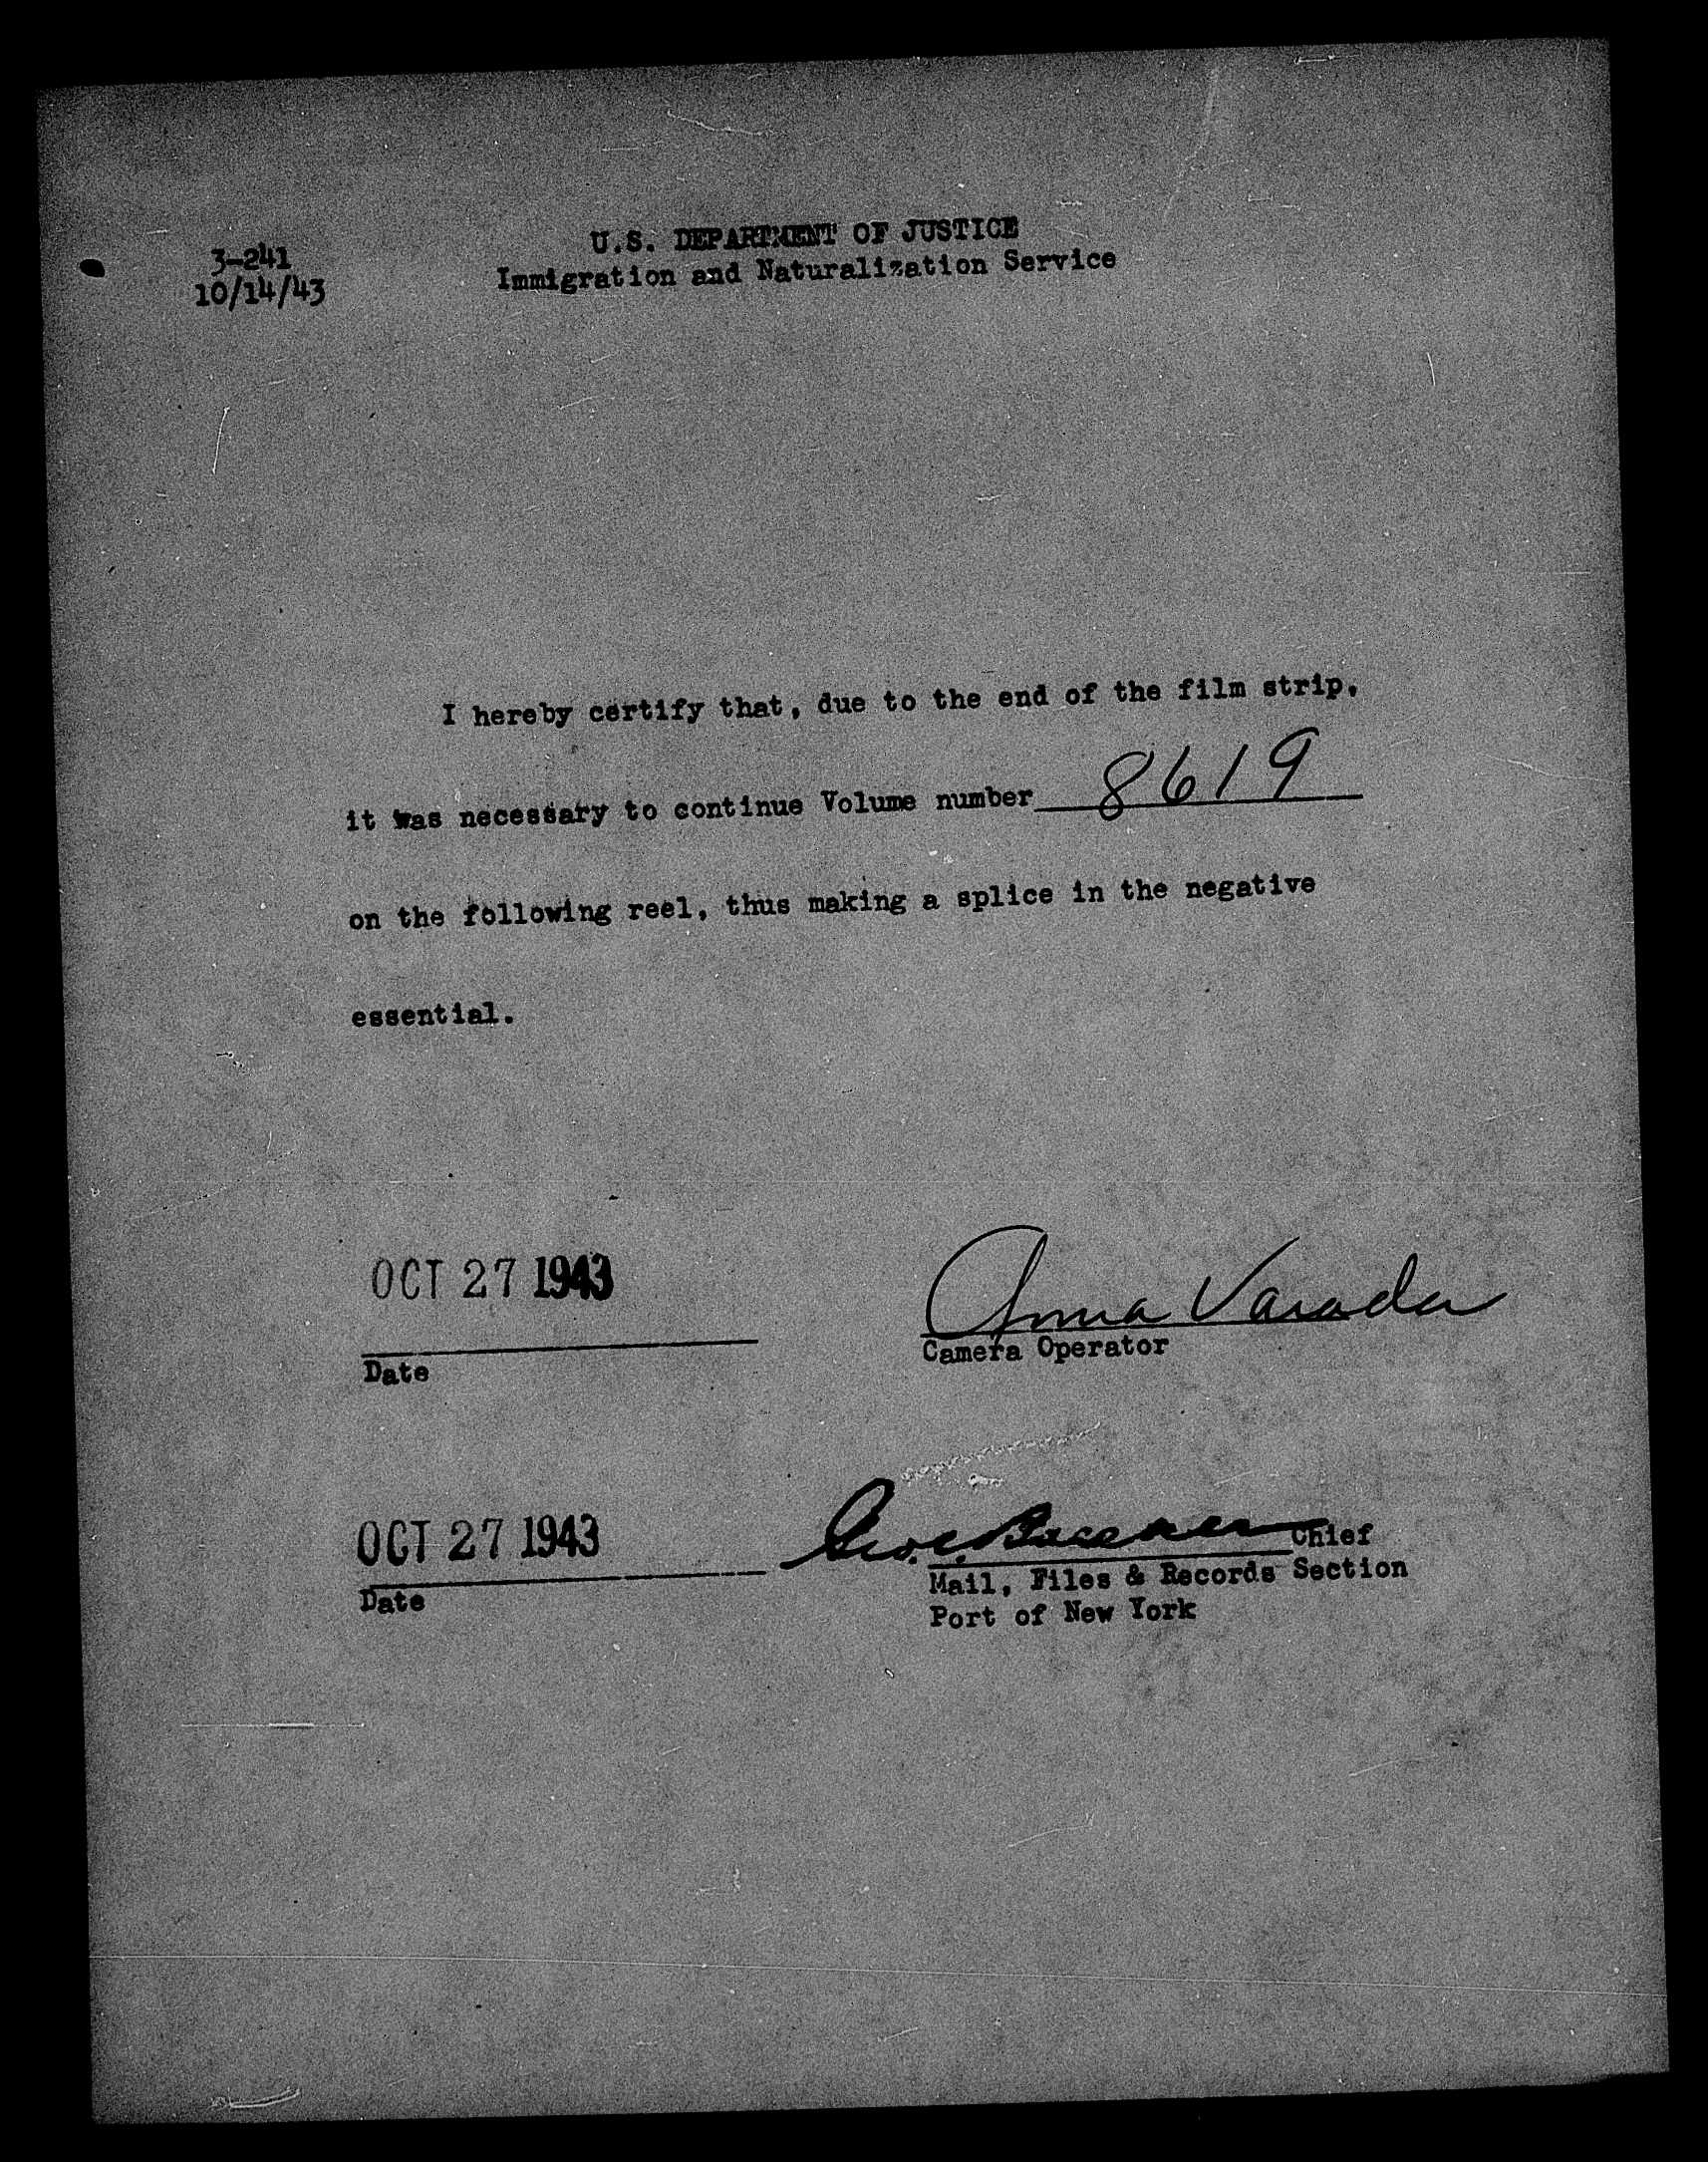 3-241
10/14/43
U.S. DEPARTMENT OF JUSTICE
Immigration and Naturalization Service
I hereby certify that, due to the end of the film strip,
it was necessary to continue Volume number 8619
on the following reel, thus making a splice in the negative
essential.
OCT 27 1943
Date
Anna Varada
Camera Operator
OCT 27 1943
Date
Geo. C.
Chief
Mail, Files & Records Section
Port of New York